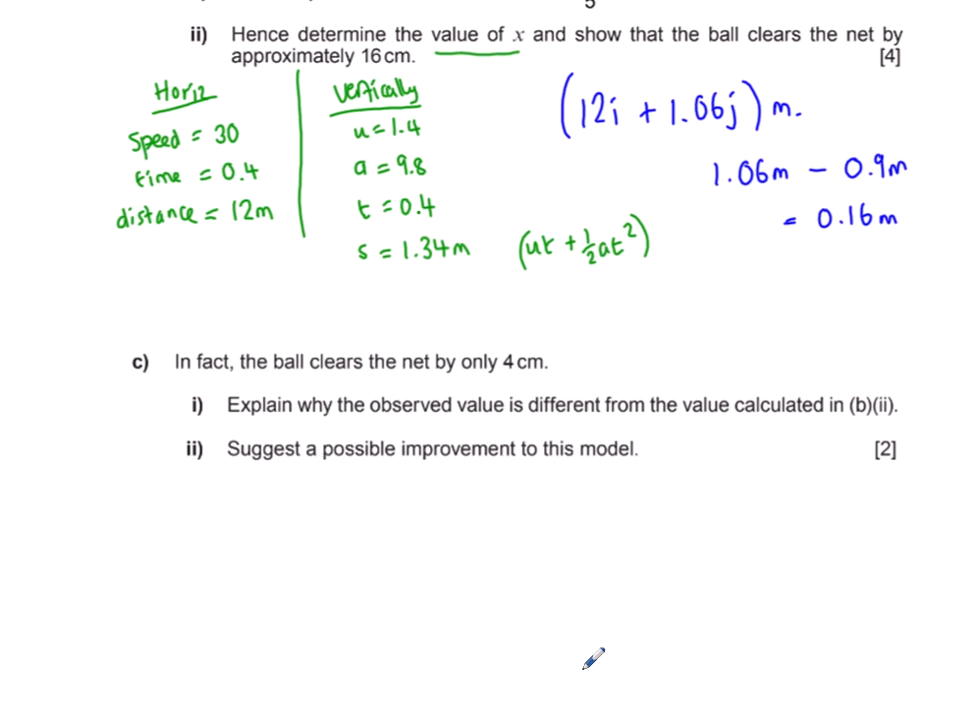 5
ii) Hence determine the value of x and show that the ball clears the net by
approximately 16 cm. [4]
Horiz
Speed = 30
time = 0.4
distance = 12m
Vertically
u = 1.4
a = 9.8
t = 0.4
s = 1.34m (ut + ½at²)
(12i + 1.06j) m.
1.06m – 0.9m
= 0.16m
c) In fact, the ball clears the net by only 4 cm.
i) Explain why the observed value is different from the value calculated in (b)(ii).
ii) Suggest a possible improvement to this model. [2]